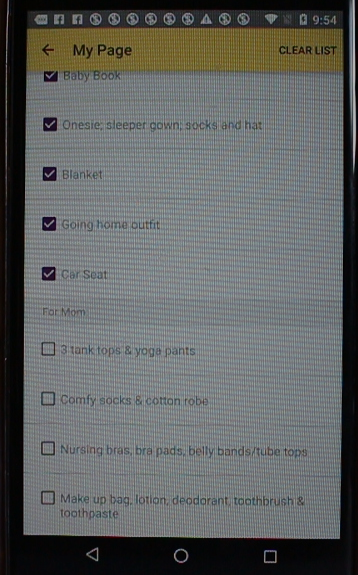 9:54
My Page
CLEAR LIST
Baby Book
Onesie, sleeper gown, socks and hat
Blanket
Going home outfit
Car Seat
For Mom
3 tank tops & yoga pants
Comfy socks & cotton robe
Nursing bras, bra pads, belly bands/tube tops
Make up bag, lotion, deodorant, toothbrush &
toothpaste